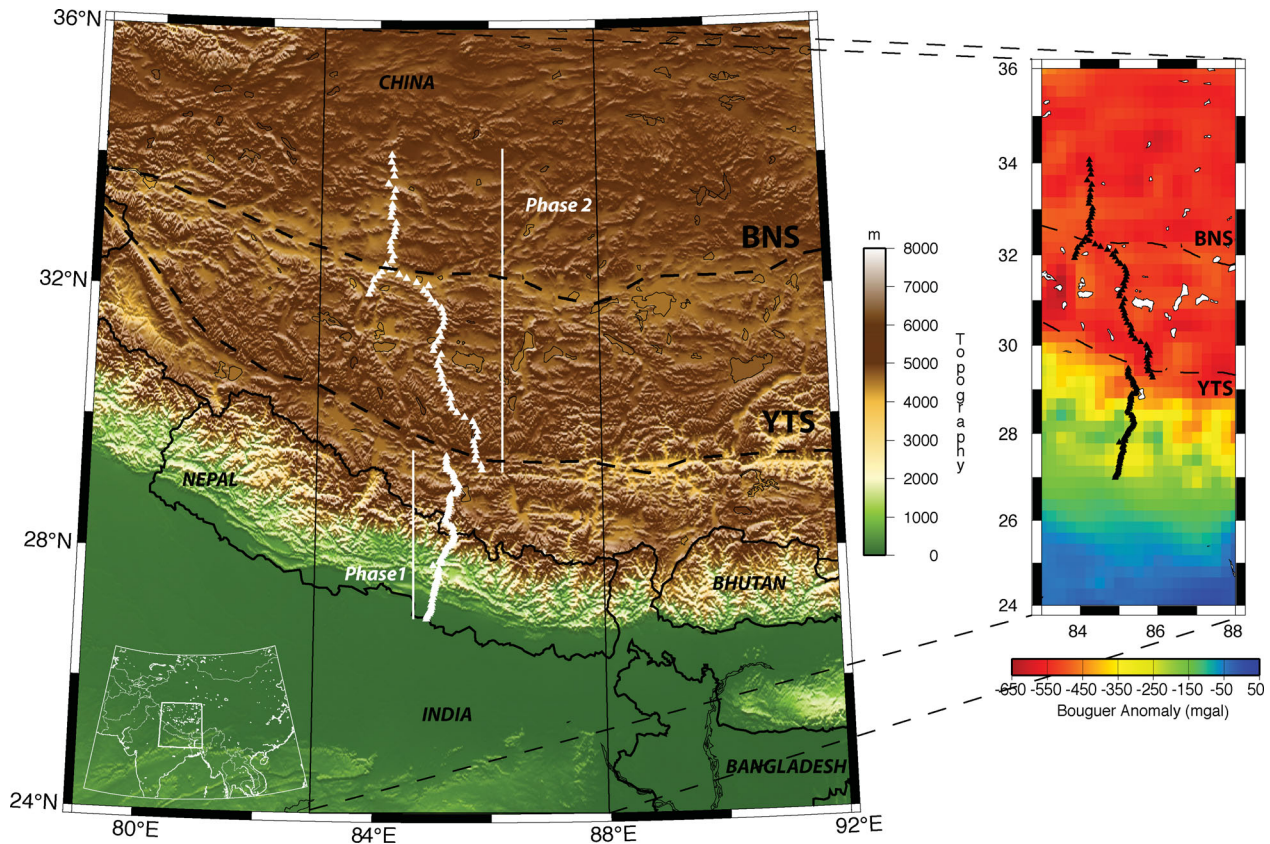 36°N
32°N
28°N
24°N
80°E
84°E
88°E
92°E
CHINA
Phase 2
BNS
YTS
NEPAL
Phase1
BHUTAN
INDIA
BANGLADESH
m
8000
7000
6000
5000
4000
3000
2000
1000
0
Topography
36
34
32
30
28
26
24
84
86
88
BNS
YTS
-650 -550 -450 -350 -250 -150 -50 50
Bouguer Anomaly (mgal)